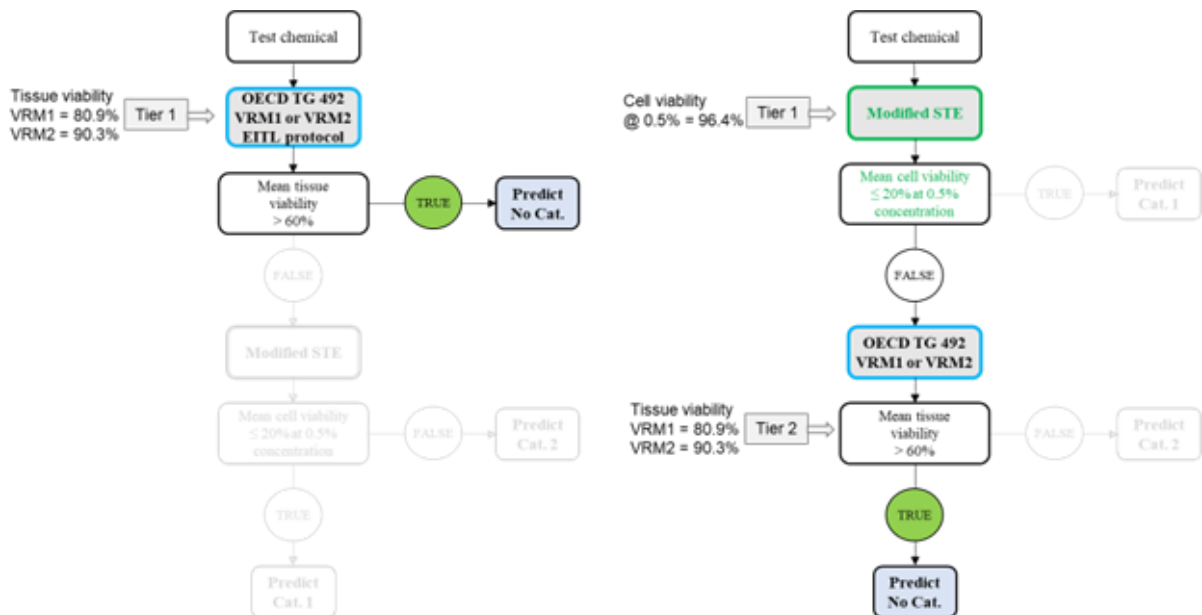 Test chemical
Tissue viability
VRM1 = 80.9%
VRM2 = 90.3%
Tier 1
OECD TG 492
VRM1 or VRM2
EITL protocol
Mean tissue
viability
> 60%
TRUE
Predict
No Cat.
FALSE
Modified STE
Mean cell viability
≤ 20% at 0.5%
concentration
FALSE
Predict
Cat. 2
TRUE
Predict
Cat. 1
Test chemical
Cell viability
@ 0.5% = 96.4%
Tier 1
Modified STE
Mean cell viability
≤ 20% at 0.5%
concentration
TRUE
Predict
Cat. 1
FALSE
OECD TG 492
VRM1 or VRM2
Tissue viability
VRM1 = 80.9%
VRM2 = 90.3%
Tier 2
Mean tissue
viability
> 60%
FALSE
Predict
Cat. 2
TRUE
Predict
No Cat.